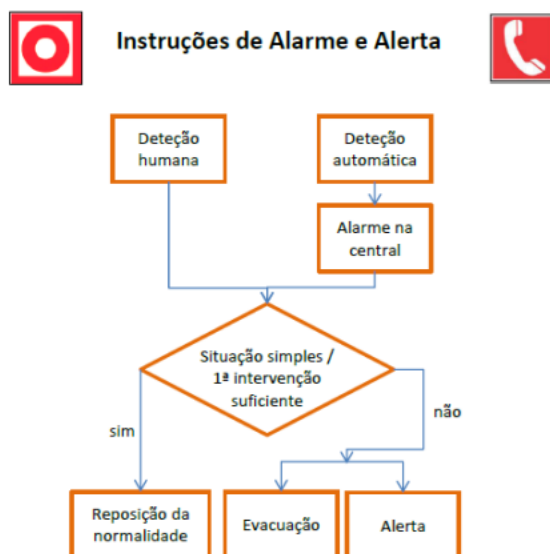 Instruções de Alarme e Alerta
Deteção
humana
Deteção
automática
Alarme na
central
Situação simples /
1ª intervenção
suficiente
sim
não
Reposição da
normalidade
Evacuação
Alerta